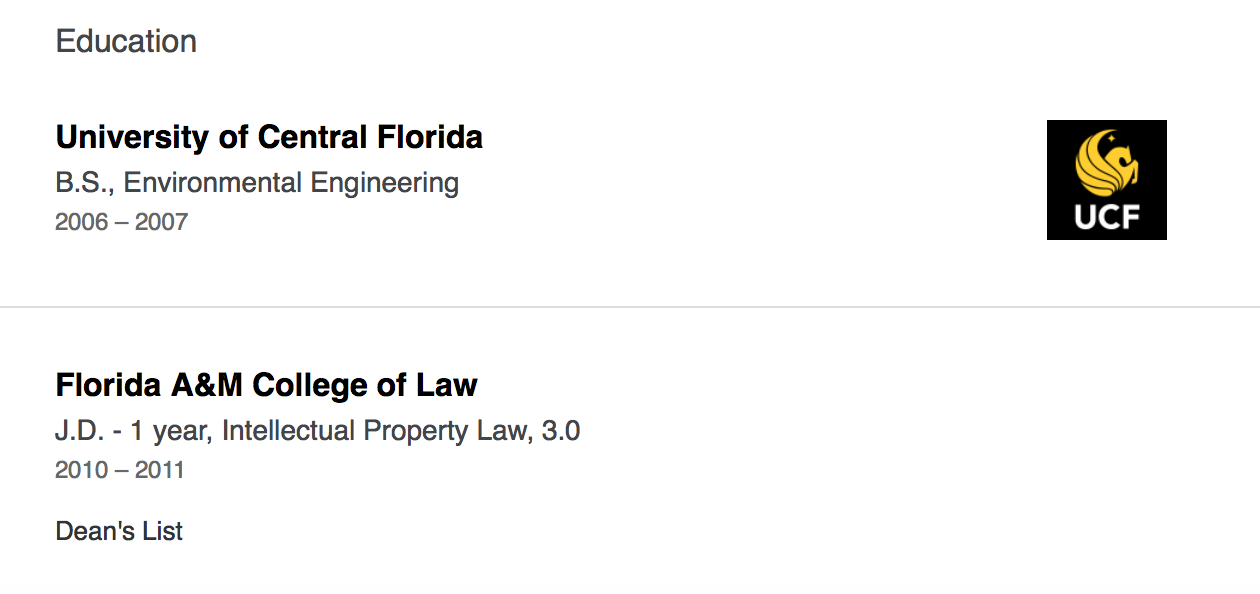 Education
University of Central Florida
B.S., Environmental Engineering
2006 – 2007
UCF
Florida A&M College of Law
J.D. - 1 year, Intellectual Property Law, 3.0
2010 – 2011
Dean's List